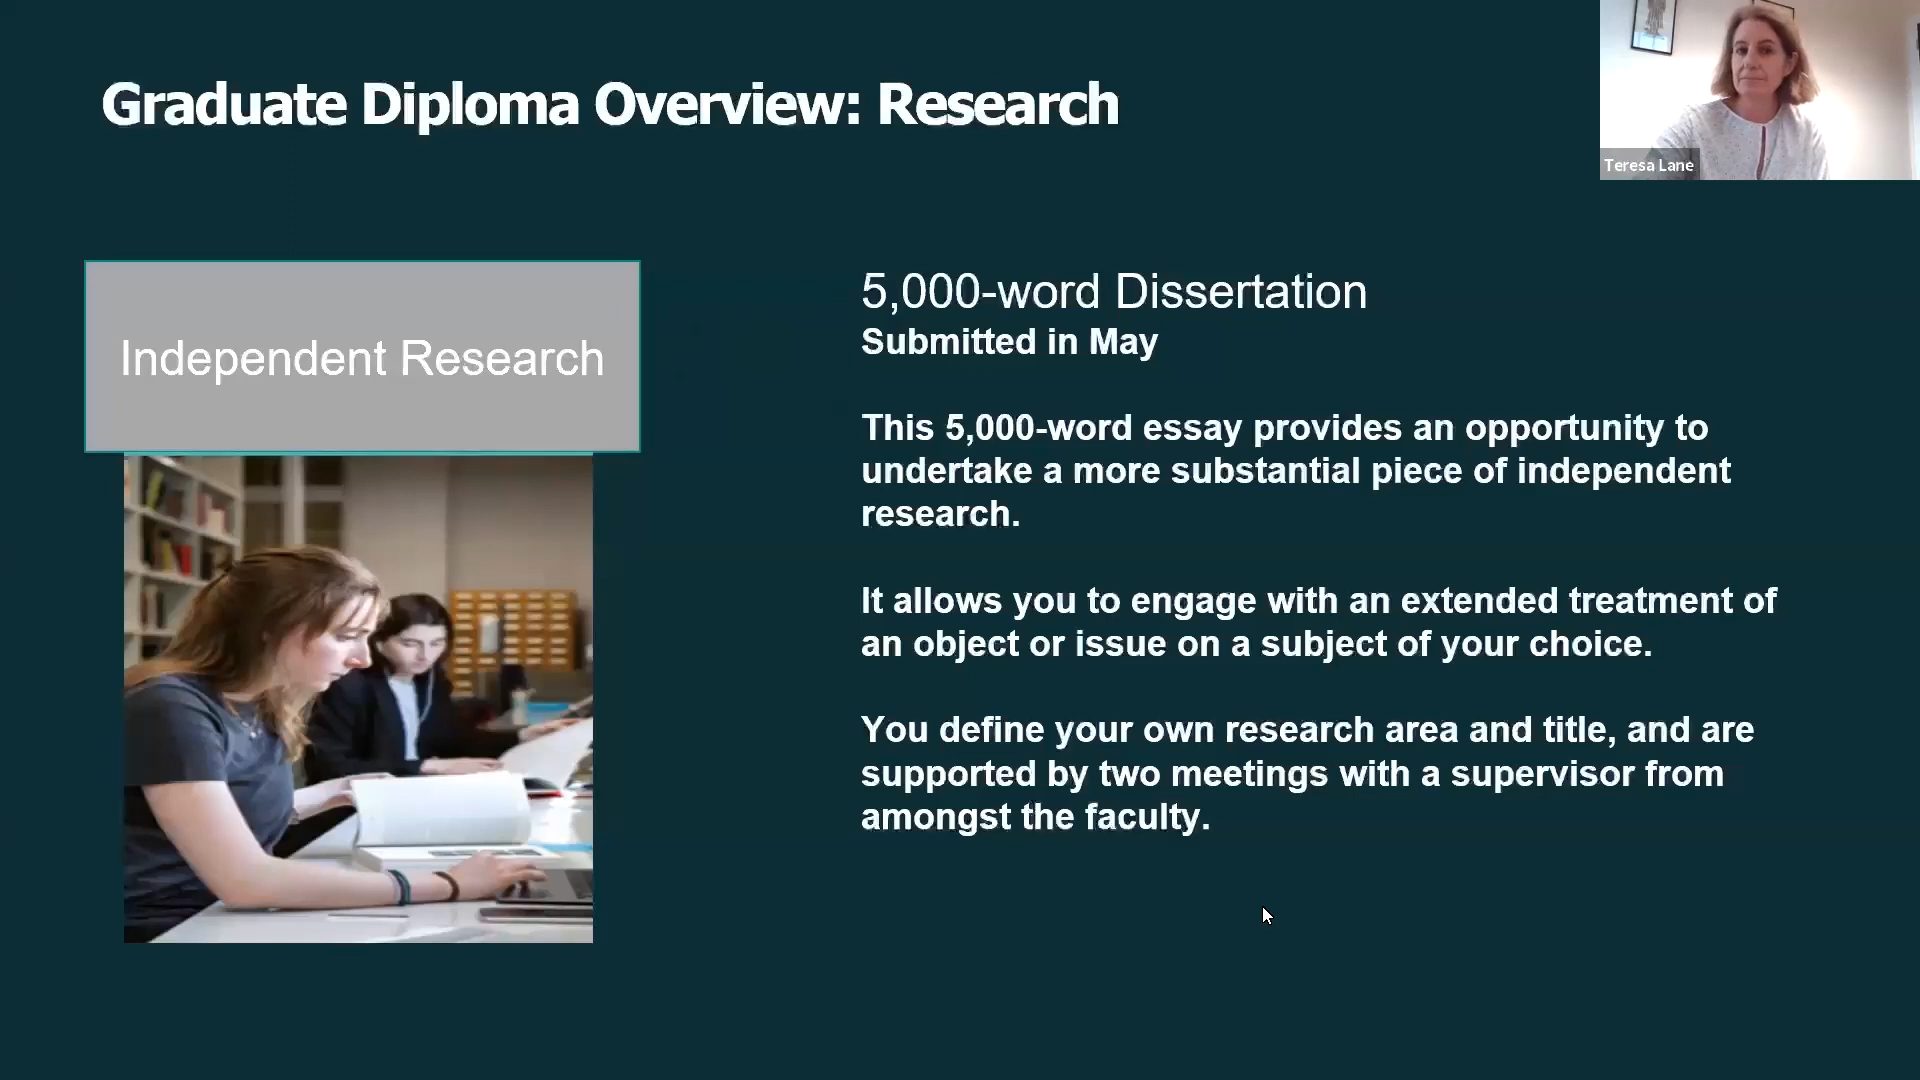 Graduate Diploma Overview: Research
Teresa Lane
Independent Research
5,000-word Dissertation
Submitted in May
This 5,000-word essay provides an opportunity to
undertake a more substantial piece of independent
research.
It allows you to engage with an extended treatment of
an object or issue on a subject of your choice.
You define your own research area and title, and are
supported by two meetings with a supervisor from
amongst the faculty.